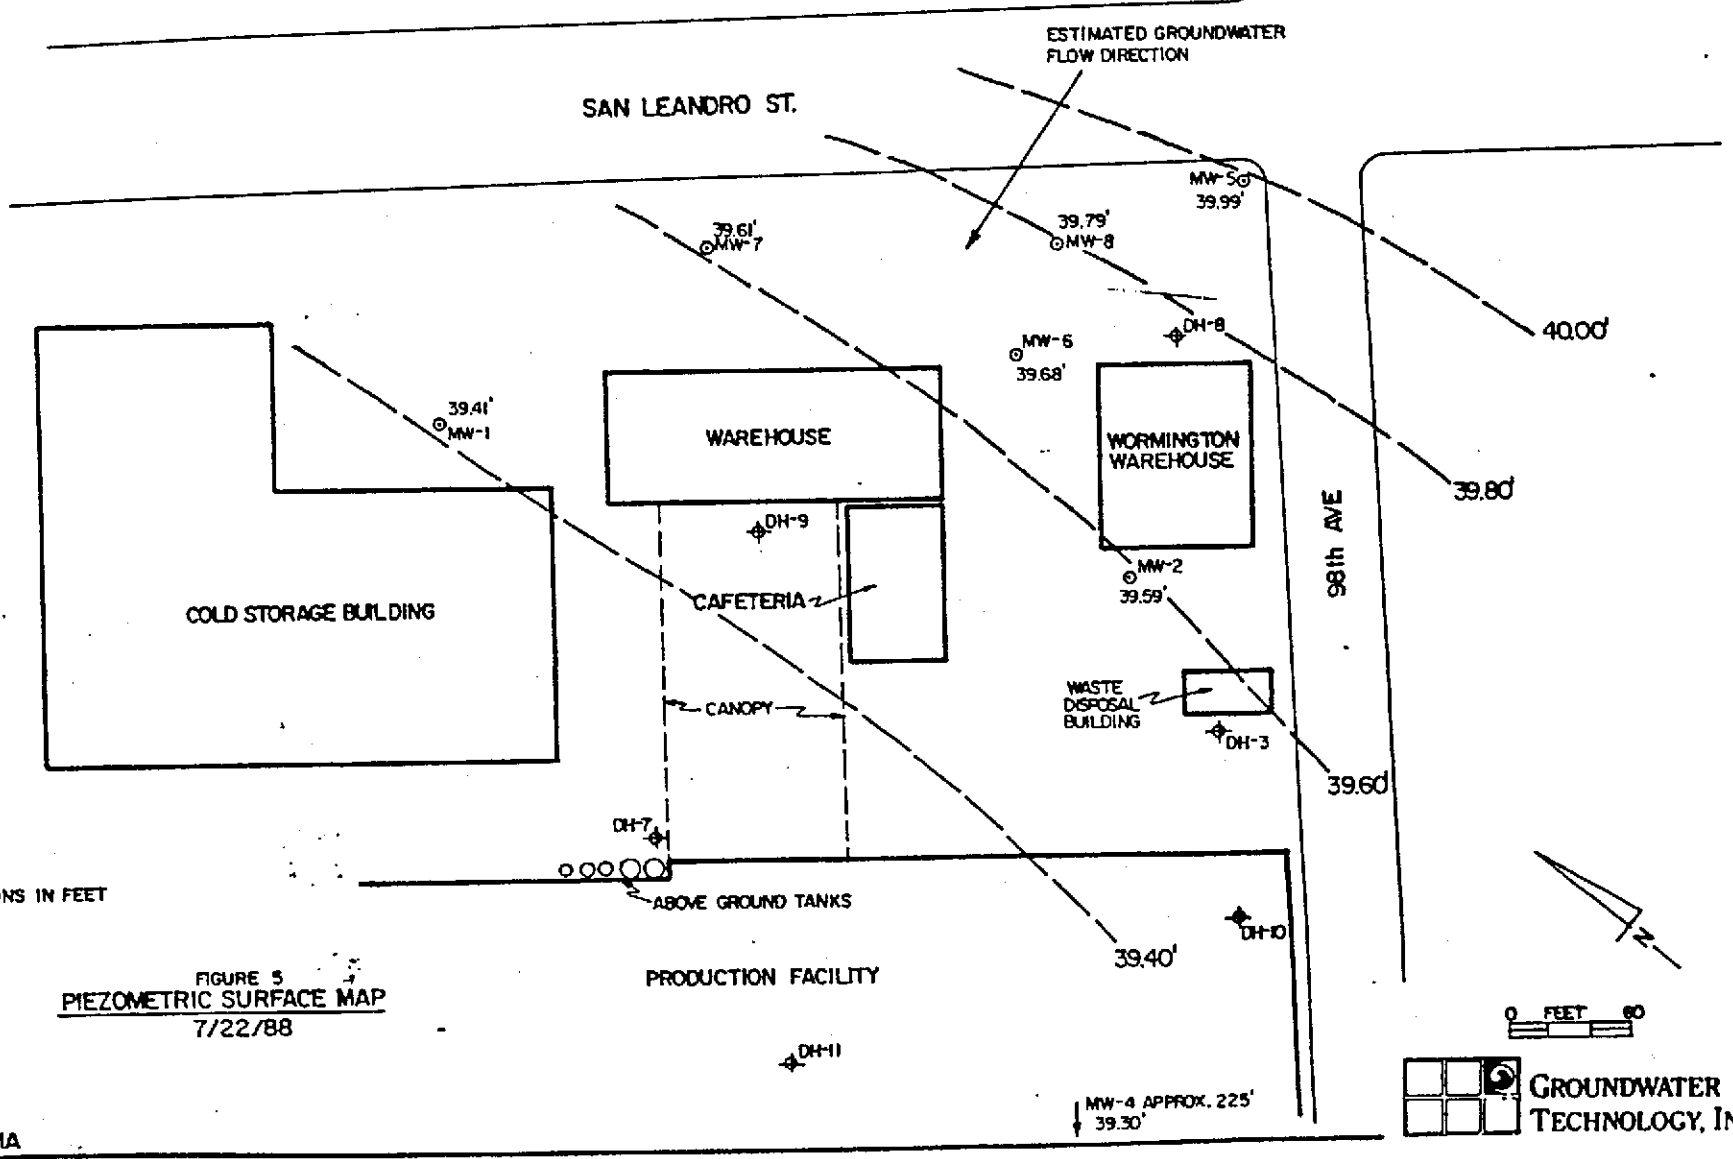 ESTIMATED GROUNDWATER
FLOW DIRECTION
SAN LEANDRO ST.
MW-5
39.99'
39.61'
MW-7
39.79'
MW-8
DH-8
40.00'
MW-6
39.68'
39.41'
MW-1
WAREHOUSE
WORMINGTON
WAREHOUSE
39.80'
98th AVE
DH-9
MW-2
39.59'
CAFETERIA
COLD STORAGE BUILDING
WASTE
DISPOSAL
BUILDING
CANOPY
DH-3
39.60'
DH-7
NS IN FEET
ABOVE GROUND TANKS
DH-10
N
39.40'
FIGURE 5
PIEZOMETRIC SURFACE MAP
7/22/88
PRODUCTION FACILITY
0 FEET 60
DH-11
MW-4 APPROX. 225'
39.30'
GROUNDWATER
TECHNOLOGY, IN
IA